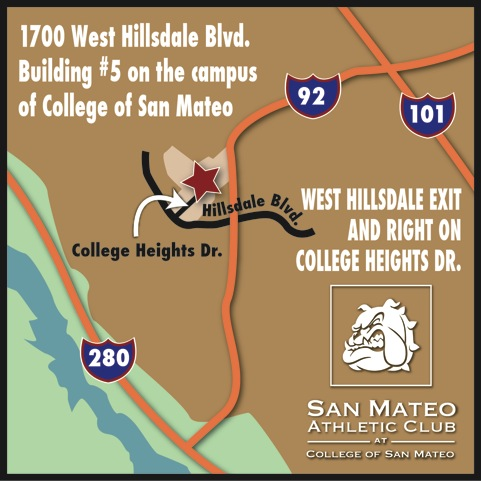 1700 West Hillsdale Blvd.
Building #5 on the campus
of College of San Mateo
92
101
Hillsdale Blvd.
WEST HILLSDALE EXIT
AND RIGHT ON
COLLEGE HEIGHTS DR.
College Heights Dr.
280
SAN MATEO
ATHLETIC CLUB
AT
COLLEGE OF SAN MATEO